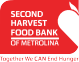 SECOND
HARVEST
FOOD BANK
OF METROLINA
Together We CAN End Hunger